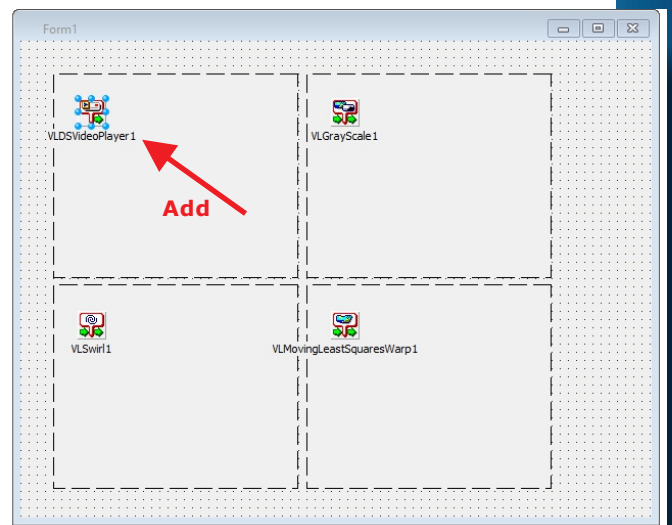 Form1
VLDSVideoPlayer1
VLGrayScale1
Add
VLSwirl1
VLMovingLeastSquaresWarp1